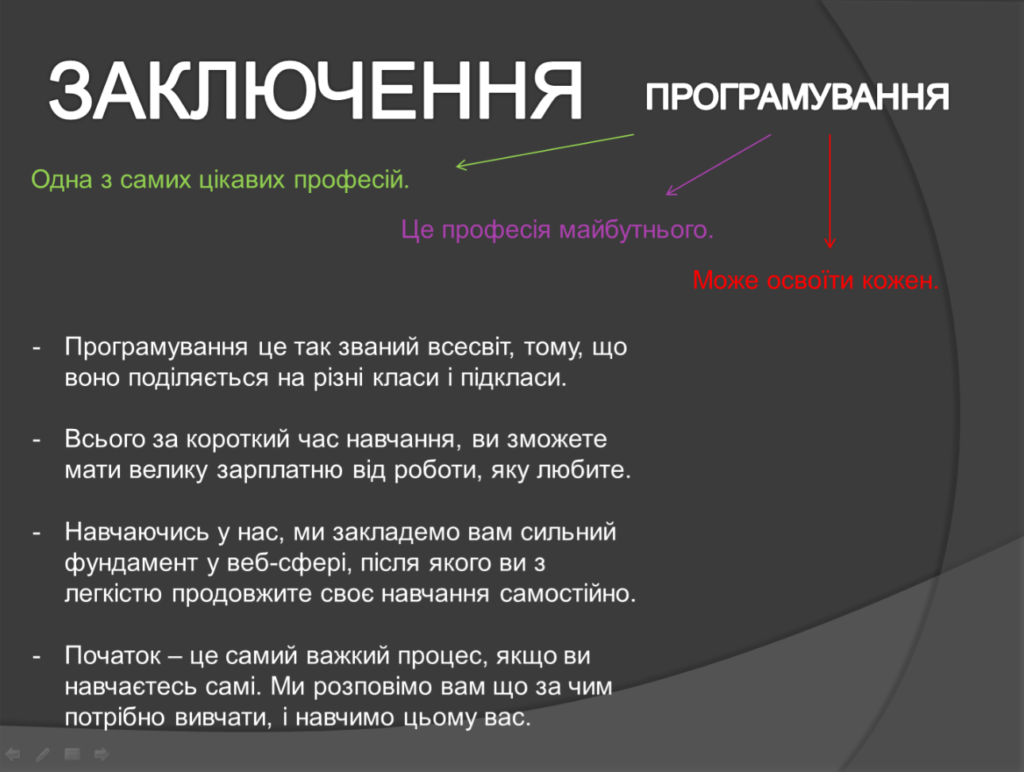 ЗАКЛЮЧЕННЯ
ПРОГРАМУВАННЯ
Одна з самих цікавих професій.
Це професія майбутнього.
Може освоїти кожен.
- Програмування це так званий всесвіт, тому, що
воно поділяється на різні класи і підкласи.
- Всього за короткий час навчання, ви зможете
мати велику зарплатню від роботи, яку любите.
- Навчаючись у нас, ми закладемо вам сильний
фундамент у веб-сфері, після якого ви з
легкістю продовжите своє навчання самостійно.
- Початок – це самий важкий процес, якщо ви
навчаєтесь самі. Ми розповімо вам що за чим
потрібно вивчати, і навчимо цьому вас.